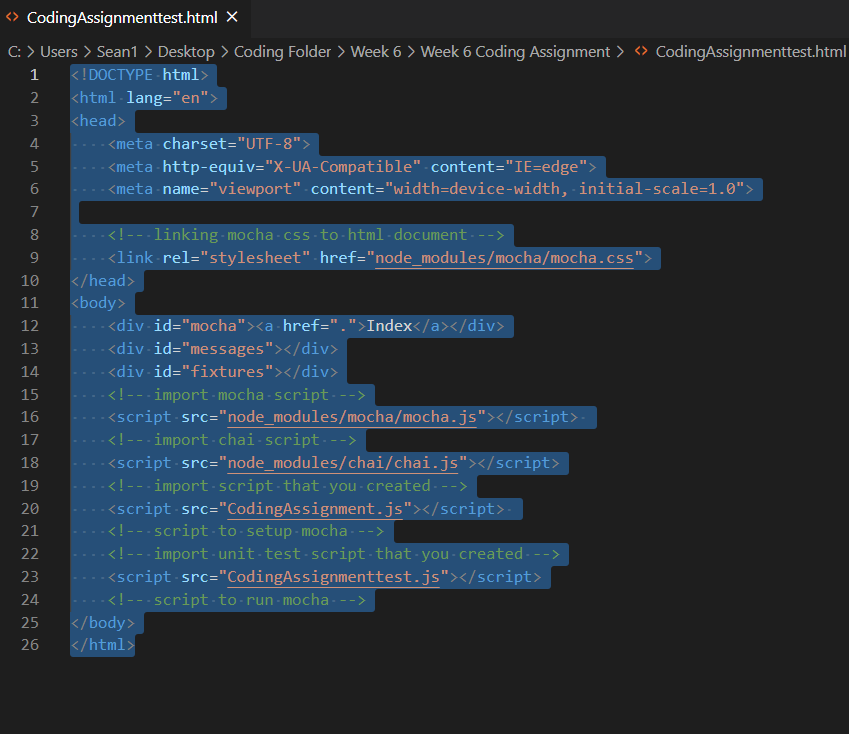 CodingAssignmenttest.html ×
C: > Users > Sean1 > Desktop > Coding Folder > Week 6 > Week 6 Coding Assignment > CodingAssignmenttest.html
1 <!DOCTYPE html>
2 <html lang="en">
3 <head>
4     <meta charset="UTF-8">
5     <meta http-equiv="X-UA-Compatible" content="IE=edge">
6     <meta name="viewport" content="width=device-width, initial-scale=1.0">
7
8     <!-- linking mocha css to html document -->
9     <link rel="stylesheet" href="node_modules/mocha/mocha.css">
10 </head>
11 <body>
12     <div id="mocha"><a href=".">Index</a></div>
13     <div id="messages"></div>
14     <div id="fixtures"></div>
15     <!-- import mocha script -->
16     <script src="node_modules/mocha/mocha.js"></script>
17     <!-- import chai script -->
18     <script src="node_modules/chai/chai.js"></script>
19     <!-- import script that you created -->
20     <script src="CodingAssignment.js"></script>
21     <!-- script to setup mocha -->
22     <!-- import unit test script that you created -->
23     <script src="CodingAssignmenttest.js"></script>
24     <!-- script to run mocha -->
25 </body>
26 </html>